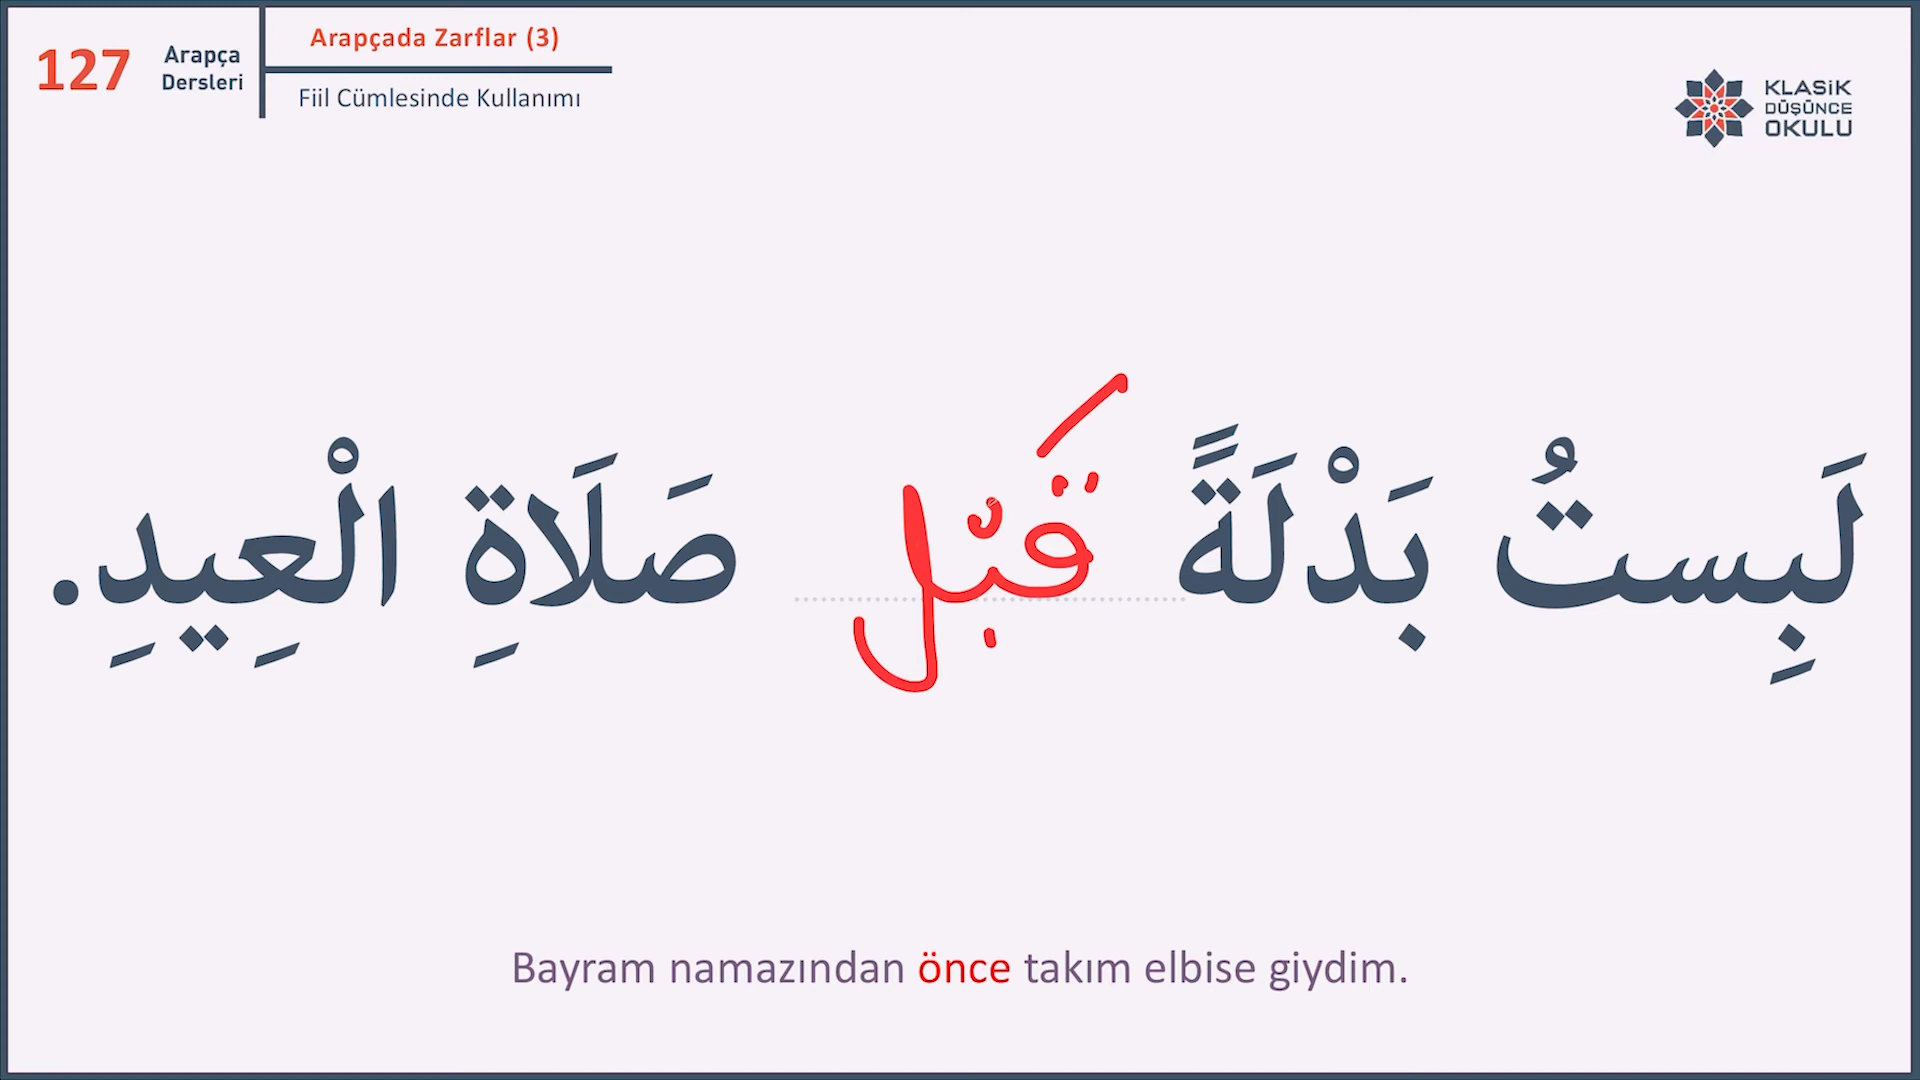 127
Arapça
Dersleri
Arapçada Zarflar (3)
Fiil Cümlesinde Kullanımı
KLASİK
DÜŞÜNCE
OKULU
لَبِستُ بَدْلَةً قَبْل صَلَاةِ الْعِيدِ.
Bayram namazından önce takım elbise giydim.